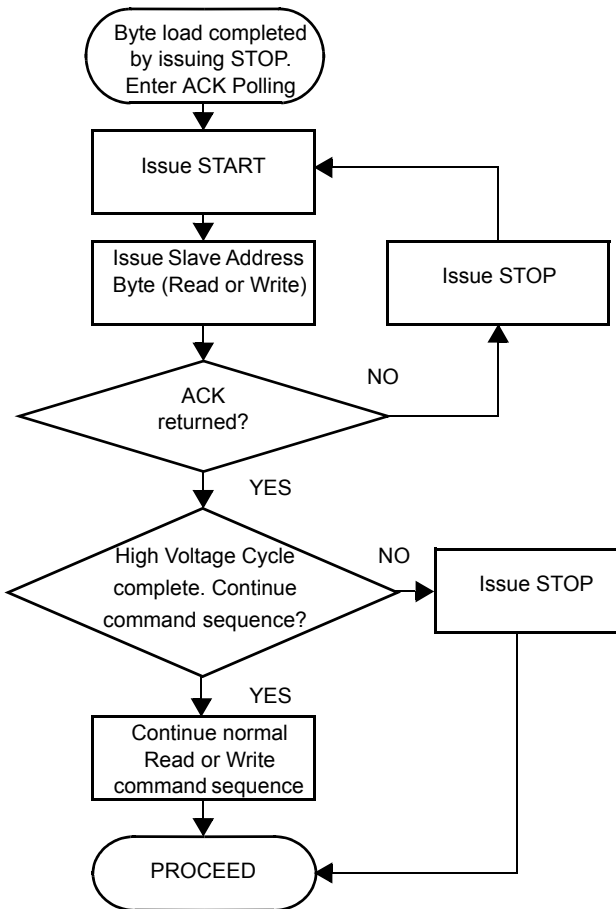 Byte load completed
by issuing STOP.
Enter ACK Polling
Issue START
Issue Slave Address
Byte (Read or Write)
Issue STOP
ACK
returned?
NO
YES
High Voltage Cycle
complete. Continue
command sequence?
NO
Issue STOP
YES
Continue normal
Read or Write
command sequence
PROCEED